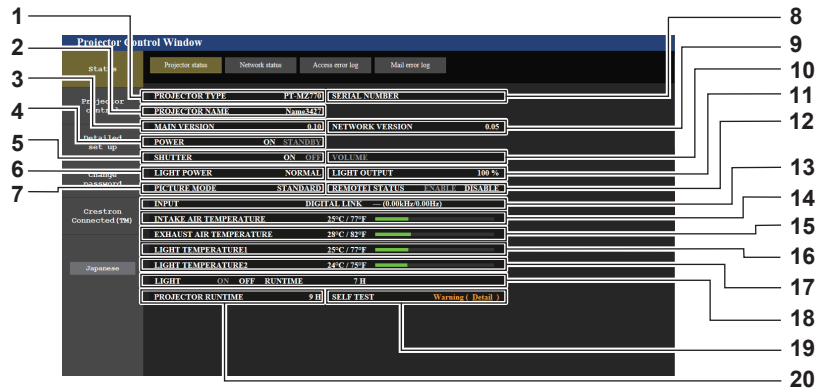 1
2
3
4
5
6
7
8
9
10
11
12
13
14
15
16
17
18
19
20
Projector Control Window
Status
Projector control
Detailed set up
Change password
Crestron Connected(TM)
Japanese
Projector status Network status Access error log Mail error log
PROJECTOR TYPE PT-MZ770 SERIAL NUMBER
PROJECTOR NAME Name3427
MAIN VERSION 0.10 NETWORK VERSION 0.05
POWER ON STANDBY
SHUTTER ON OFF VOLUME
LIGHT POWER NORMAL LIGHT OUTPUT 100 %
PICTURE MODE STANDARD REMOTE1STATUS ENABLE DISABLE
INPUT DIGITAL LINK — (0.00kHz/0.00Hz)
INTAKE AIR TEMPERATURE 25°C / 77°F
EXHAUST AIR TEMPERATURE 28°C / 82°F
LIGHT TEMPERATURE1 25°C / 77°F
LIGHT TEMPERATURE2 24°C / 75°F
LIGHT ON OFF RUNTIME 7 H
PROJECTOR RUNTIME 9 H SELF TEST Warning ( Detail )